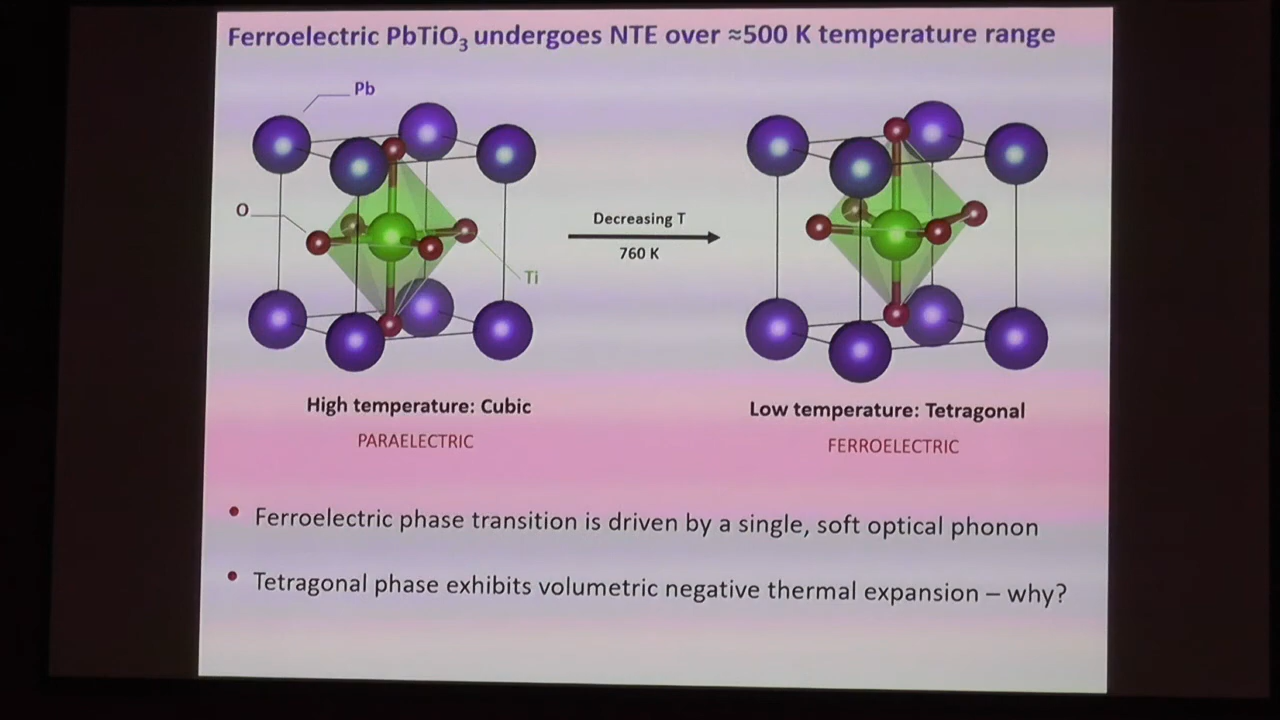 Ferroelectric PbTiO₃ undergoes NTE over ≈500 K temperature range
Pb
O
Ti
Decreasing T
760 K
High temperature: Cubic
PARAELECTRIC
Low temperature: Tetragonal
FERROELECTRIC
• Ferroelectric phase transition is driven by a single, soft optical phonon
• Tetragonal phase exhibits volumetric negative thermal expansion – why?